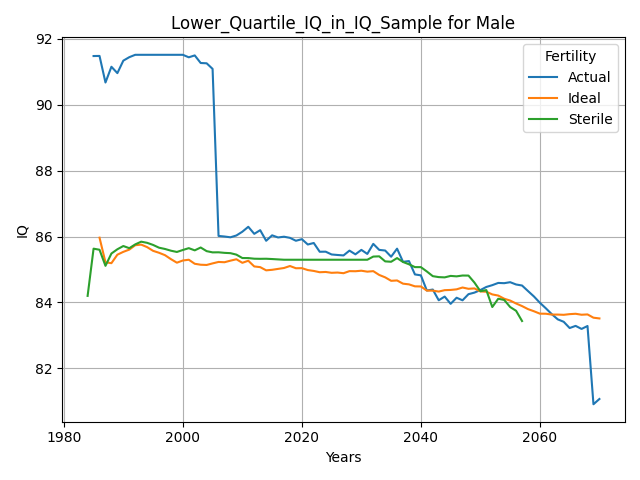 Lower_Quartile_IQ_in_IQ_Sample for Male
Fertility
Actual
Ideal
Sterile
92
90
88
86
84
82
IQ
1980
2000
2020
2040
2060
Years